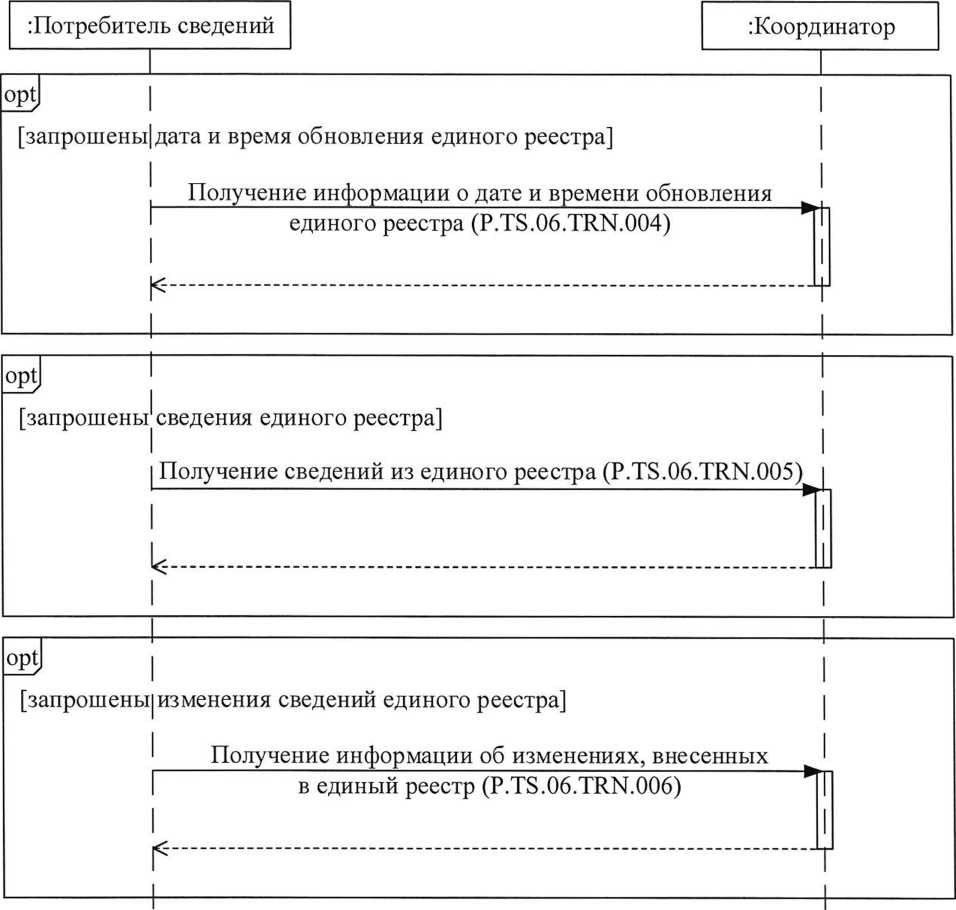 :Потребитель сведений
:Координатор
opt
[запрошены дата и время обновления единого реестра]
Получение информации о дате и времени обновления
единого реестра (P.TS.06.TRN.004)
opt
[запрошены сведения единого реестра]
Получение сведений из единого реестра (P.TS.06.TRN.005)
opt
[запрошены изменения сведений единого реестра]
Получение информации об изменениях, внесенных
в единый реестр (P.TS.06.TRN.006)